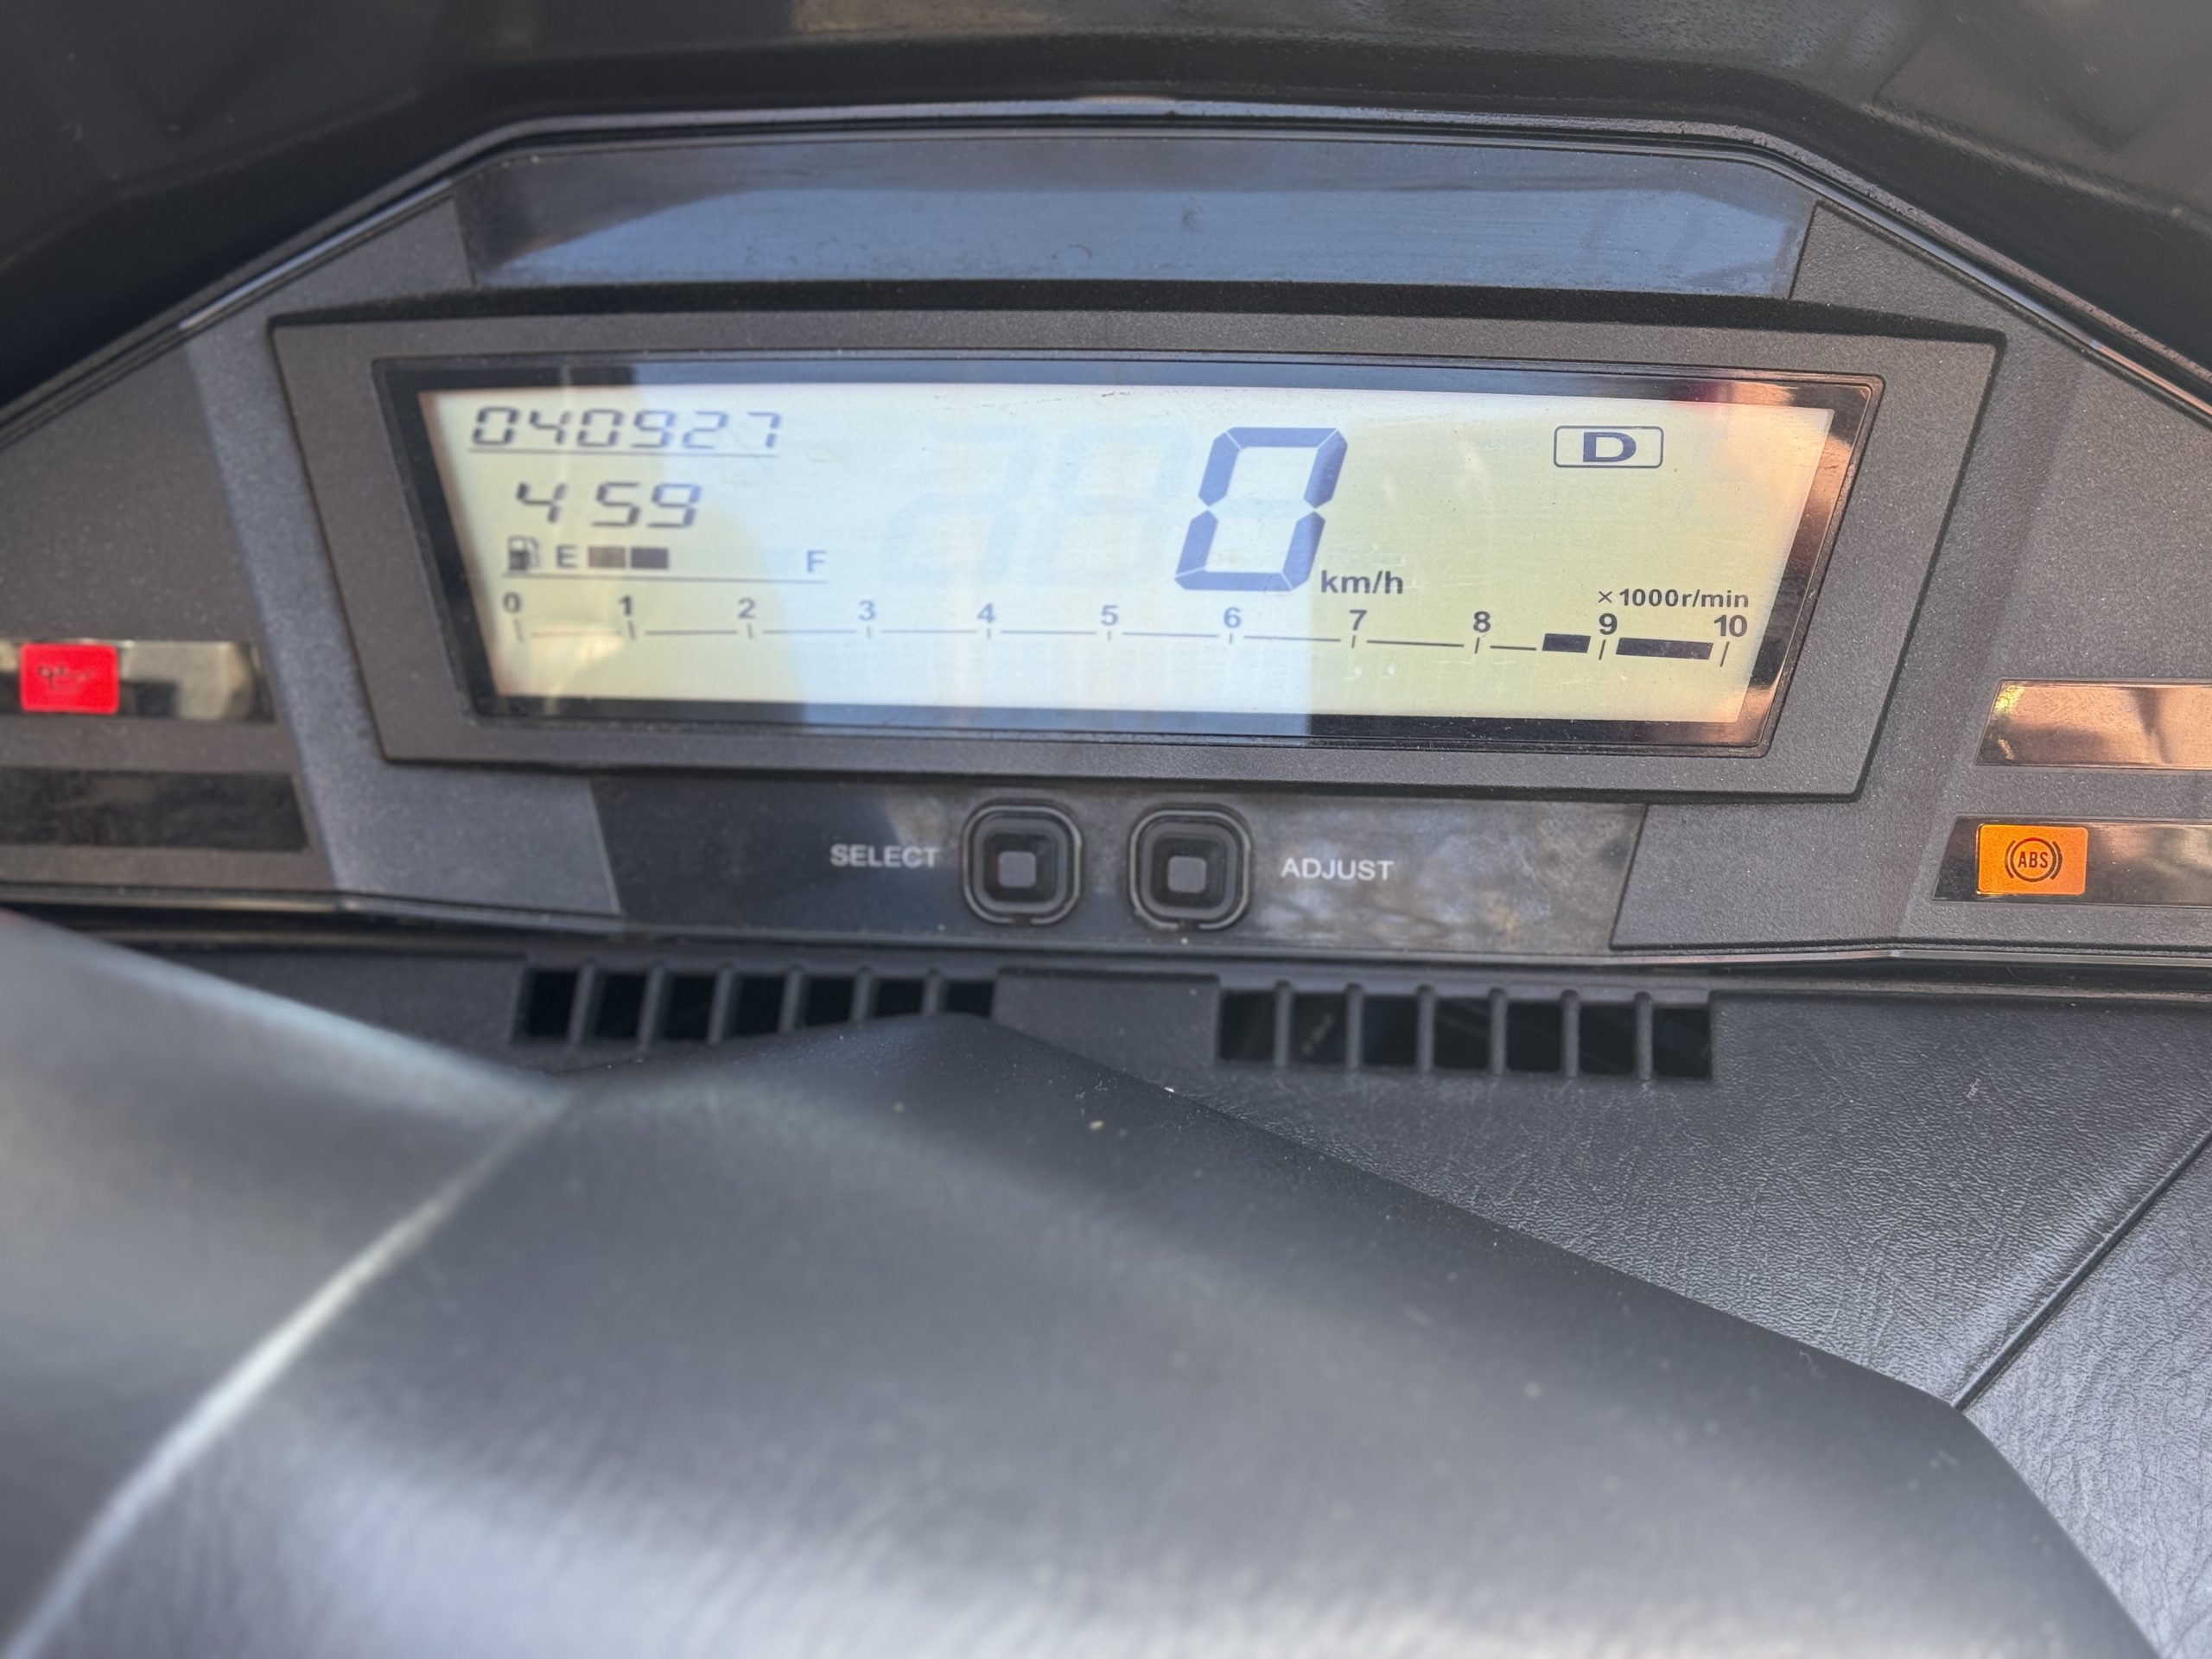 040927
4 59
E F
0 1 2 3 4 5 6 7 8 9 10
0 km/h
D
×1000r/min
SELECT ADJUST
ABS